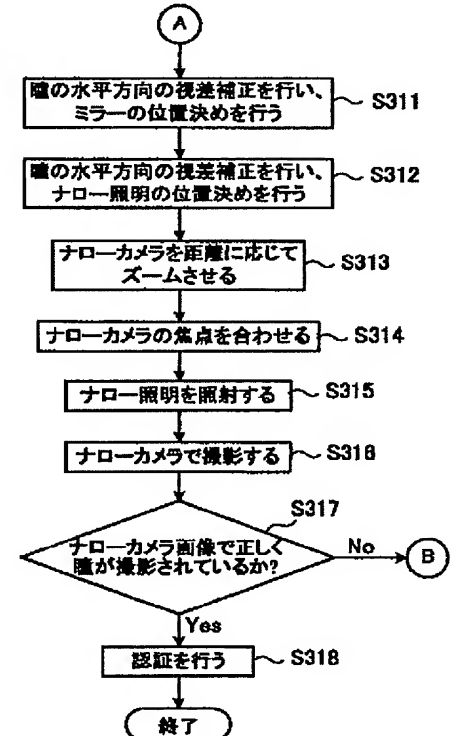 A
瞳の水平方向の視差補正を行い、
ミラーの位置決めを行う
S311
瞳の水平方向の視差補正を行い、
ナロー照明の位置決めを行う
S312
ナローカメラを距離に応じて
ズームさせる
S313
ナローカメラの焦点を合わせる
S314
ナロー照明を照射する
S315
ナローカメラで撮影する
S316
S317
ナローカメラ画像で正しく
瞳が撮影されているか?
No
B
Yes
認証を行う
S318
終了